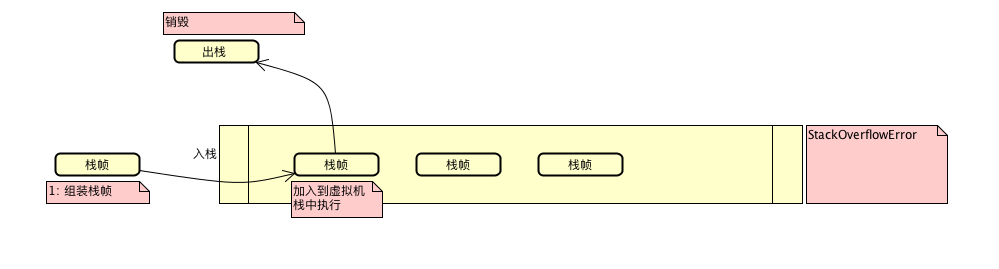 销毁
出栈
StackOverflowError
入栈
栈帧
栈帧
栈帧
栈帧
1: 组装栈帧
加入到虚拟机
栈中执行